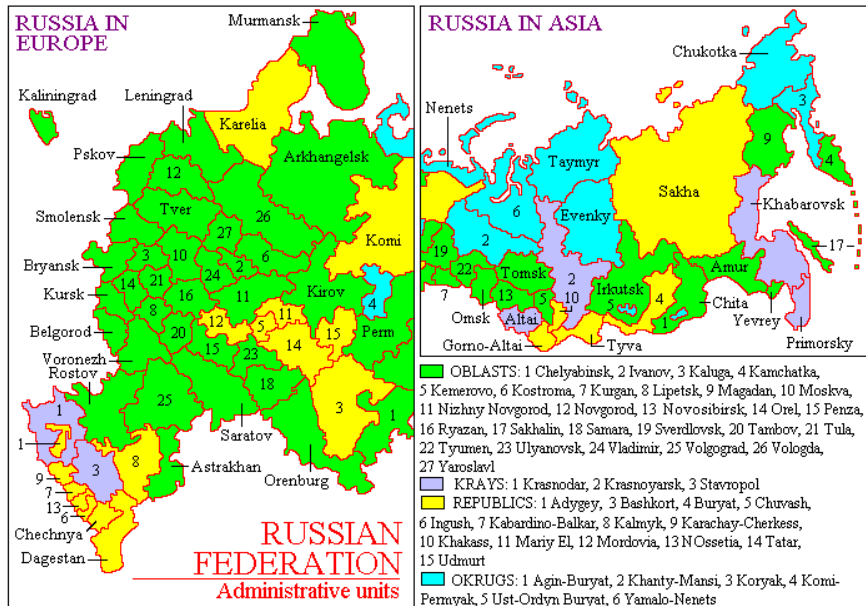 RUSSIA IN
EUROPE
Murmansk
Kaliningrad
Leningrad
Karelia
Arkhangelsk
Pskov
12
Tver
26
Smolensk
27
Komi
3
10
6
Bryansk
2
24
14
21
Kursk
16
11
Kirov
4
8
12
11
5
15
Perm
Belgorod
20
14
15
23
Voronezh
Rostov
18
25
1
3
1
Saratov
1
3
8
Astrakhan
Orenburg
9
7
13
6
Chechnya
Dagestan
RUSSIAN
FEDERATION
Administrative units
RUSSIA IN ASIA
Chukotka
3
Nenets
9
4
Taymyr
Sakha
6
Khabarovsk
Evenky
2
17
19
22
Tomsk
2
Irkutsk
Amur
7
13
5
10
4
5
Omsk
Altai
1
Chita
Yevrey
Gorno-Altai
Tyva
Primorsky
OBLASTS: 1 Chelyabinsk, 2 Ivanov, 3 Kaluga, 4 Kamchatka,
5 Kemerovo, 6 Kostroma, 7 Kurgan, 8 Lipetsk, 9 Magadan, 10 Moskva,
11 Nizhny Novgorod, 12 Novgorod, 13 Novosibirsk, 14 Orel, 15 Penza,
16 Ryazan, 17 Sakhalin, 18 Samara, 19 Sverdlovsk, 20 Tambov, 21 Tula,
22 Tyumen, 23 Ulyanovsk, 24 Vladimir, 25 Volgograd, 26 Vologda,
27 Yaroslavl
KRAYS: 1 Krasnodar, 2 Krasnoyarsk, 3 Stavropol
REPUBLICS: 1 Adygey, 3 Bashkort, 4 Buryat, 5 Chuvash,
6 Ingush, 7 Kabardino-Balkar, 8 Kalmyk, 9 Karachay-Cherkess,
10 Khakass, 11 Mariy El, 12 Mordovia, 13 NOssetia, 14 Tatar,
15 Udmurt
OKRUGS: 1 Agin-Buryat, 2 Khanty-Mansi, 3 Koryak, 4 Komi-
Permyak, 5 Ust-Ordyn Buryat, 6 Yamalo-Nenets